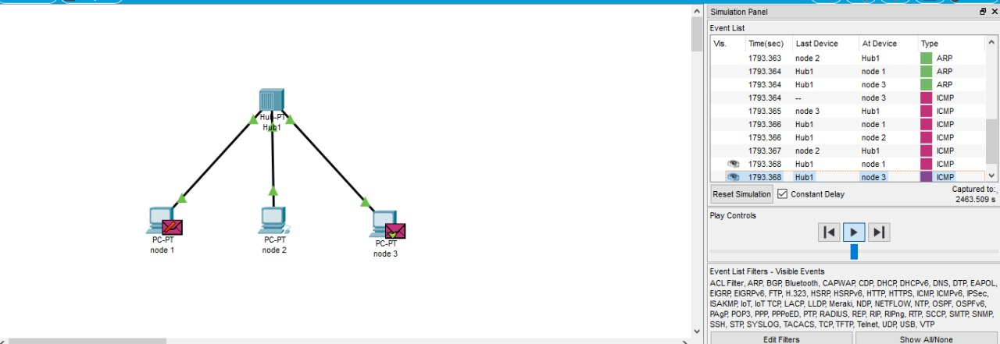 Simulation Panel
Event List
Vis. Time(sec) Last Device At Device Type
1793.363 node 2 Hub1 ARP
1793.364 Hub1 node 1 ARP
1793.364 Hub1 node 3 ARP
1793.364 -- node 3 ICMP
1793.365 node 3 Hub1 ICMP
1793.366 Hub1 node 1 ICMP
1793.366 Hub1 node 2 ICMP
1793.367 node 2 Hub1 ICMP
1793.368 Hub1 node 1 ICMP
1793.368 Hub1 node 3 ICMP
Reset Simulation Constant Delay Captured to:
2463.509 s
Play Controls
Event List Filters - Visible Events
ACL Filter, ARP, BGP, Bluetooth, CAPWAP, CDP, DHCP, DHCPv6, DNS, DTP, EAPOL,
EIGRP, EIGRPv6, FTP, H.323, HSRP, HSRPv6, HTTP, HTTPS, ICMP, ICMPv6, IPSec,
ISAKMP, IoT, IoT TCP, LACP, LLDP, Meraki, NDP, NETFLOW, NTP, OSPF, OSPFv6,
PAgP, POP3, PPP, PPPoED, PTP, RADIUS, REP, RIP, RIPng, RTP, SCCP, SMTP, SNMP,
SSH, STP, SYSLOG, TACACS, TCP, TFTP, Telnet, UDP, USB, VTP
Edit Filters Show All/None
Hub-PT
Hub1
PC-PT
node 1
PC-PT
node 2
PC-PT
node 3